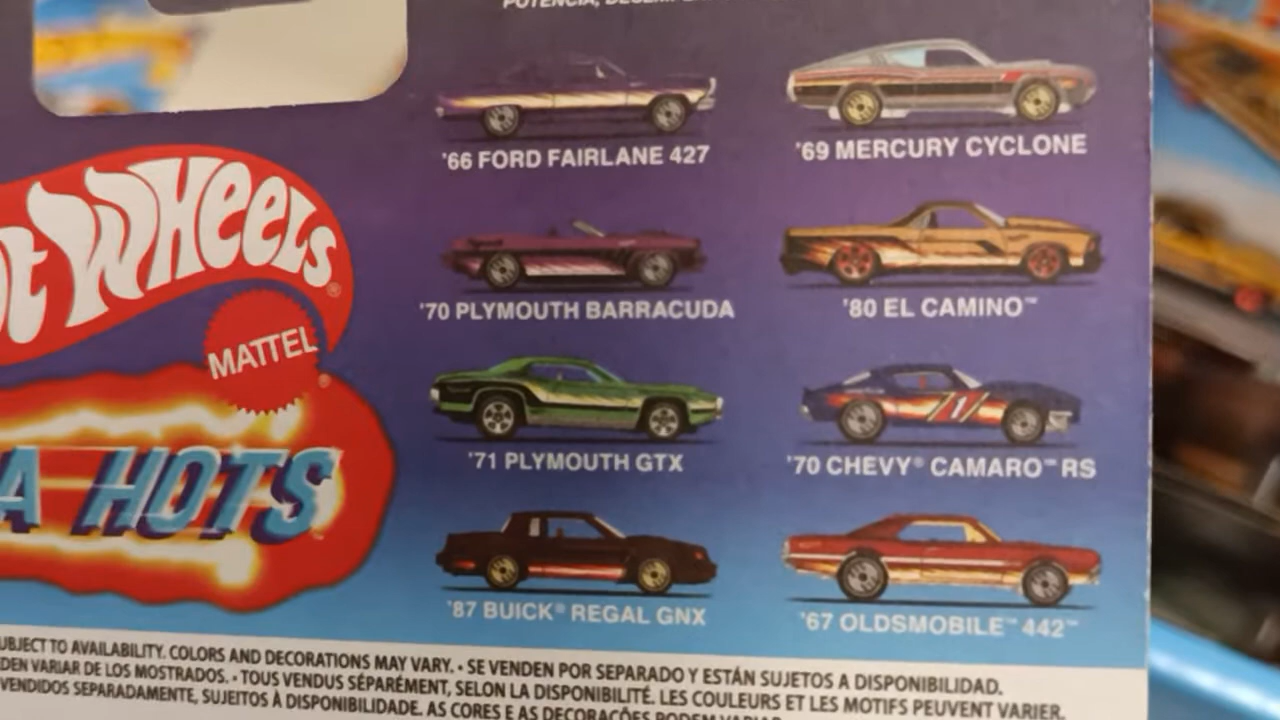 POTENCIA,
'66 FORD FAIRLANE 427
'69 MERCURY CYCLONE
'70 PLYMOUTH BARRACUDA
'80 EL CAMINO™
'71 PLYMOUTH GTX
'70 CHEVY® CAMARO™ RS
'87 BUICK® REGAL GNX
'67 OLDSMOBILE™ 442™
ot WHeeLs®
MATTEL®
A HOTS™
UBJECT TO AVAILABILITY. COLORS AND DECORATIONS MAY VARY. • SE VENDEN POR SEPARADO Y ESTÁN SUJETOS A DISPONIBILIDAD.
DEN VARIAR DE LOS MOSTRADOS. • TOUS VENDUS SÉPARÉMENT, SELON LA DISPONIBILITÉ. LES COULEURS ET LES MOTIFS PEUVENT VARIER.
VENDIDOS SEPARADAMENTE, SUJEITOS À DISPONIBILIDADE. AS CORES E AS DECORAÇÕES PODEM VARIAR